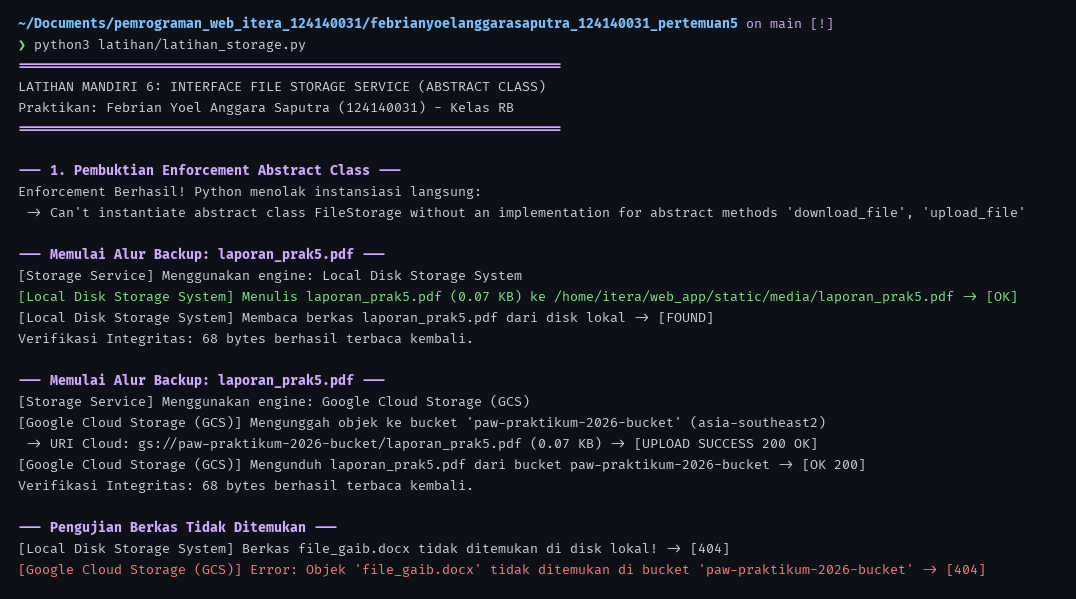 ~/Documents/pemrograman_web_itera_124140031/febrianyoelanggarasaputra_124140031_pertemuan5 on main [!]
❯ python3 latihan/latihan_storage.py
====================================================================
LATIHAN MANDIRI 6: INTERFACE FILE STORAGE SERVICE (ABSTRACT CLASS)
Praktikan: Febrian Yoel Anggara Saputra (124140031) - Kelas RB
====================================================================
--- 1. Pembuktian Enforcement Abstract Class ---
Enforcement Berhasil! Python menolak instansiasi langsung:
 -> Can't instantiate abstract class FileStorage without an implementation for abstract methods 'download_file', 'upload_file'
--- Memulai Alur Backup: laporan_prak5.pdf ---
[Storage Service] Menggunakan engine: Local Disk Storage System
[Local Disk Storage System] Menulis laporan_prak5.pdf (0.07 KB) ke /home/itera/web_app/static/media/laporan_prak5.pdf -> [OK]
[Local Disk Storage System] Membaca berkas laporan_prak5.pdf dari disk lokal -> [FOUND]
Verifikasi Integritas: 68 bytes berhasil terbaca kembali.
--- Memulai Alur Backup: laporan_prak5.pdf ---
[Storage Service] Menggunakan engine: Google Cloud Storage (GCS)
[Google Cloud Storage (GCS)] Mengunggah objek ke bucket 'paw-praktikum-2026-bucket' (asia-southeast2)
 -> URI Cloud: gs://paw-praktikum-2026-bucket/laporan_prak5.pdf (0.07 KB) -> [UPLOAD SUCCESS 200 OK]
[Google Cloud Storage (GCS)] Mengunduh laporan_prak5.pdf dari bucket paw-praktikum-2026-bucket -> [OK 200]
Verifikasi Integritas: 68 bytes berhasil terbaca kembali.
--- Pengujian Berkas Tidak Ditemukan ---
[Local Disk Storage System] Berkas file_gaib.docx tidak ditemukan di disk lokal! -> [404]
[Google Cloud Storage (GCS)] Error: Objek 'file_gaib.docx' tidak ditemukan di bucket 'paw-praktikum-2026-bucket' -> [404]